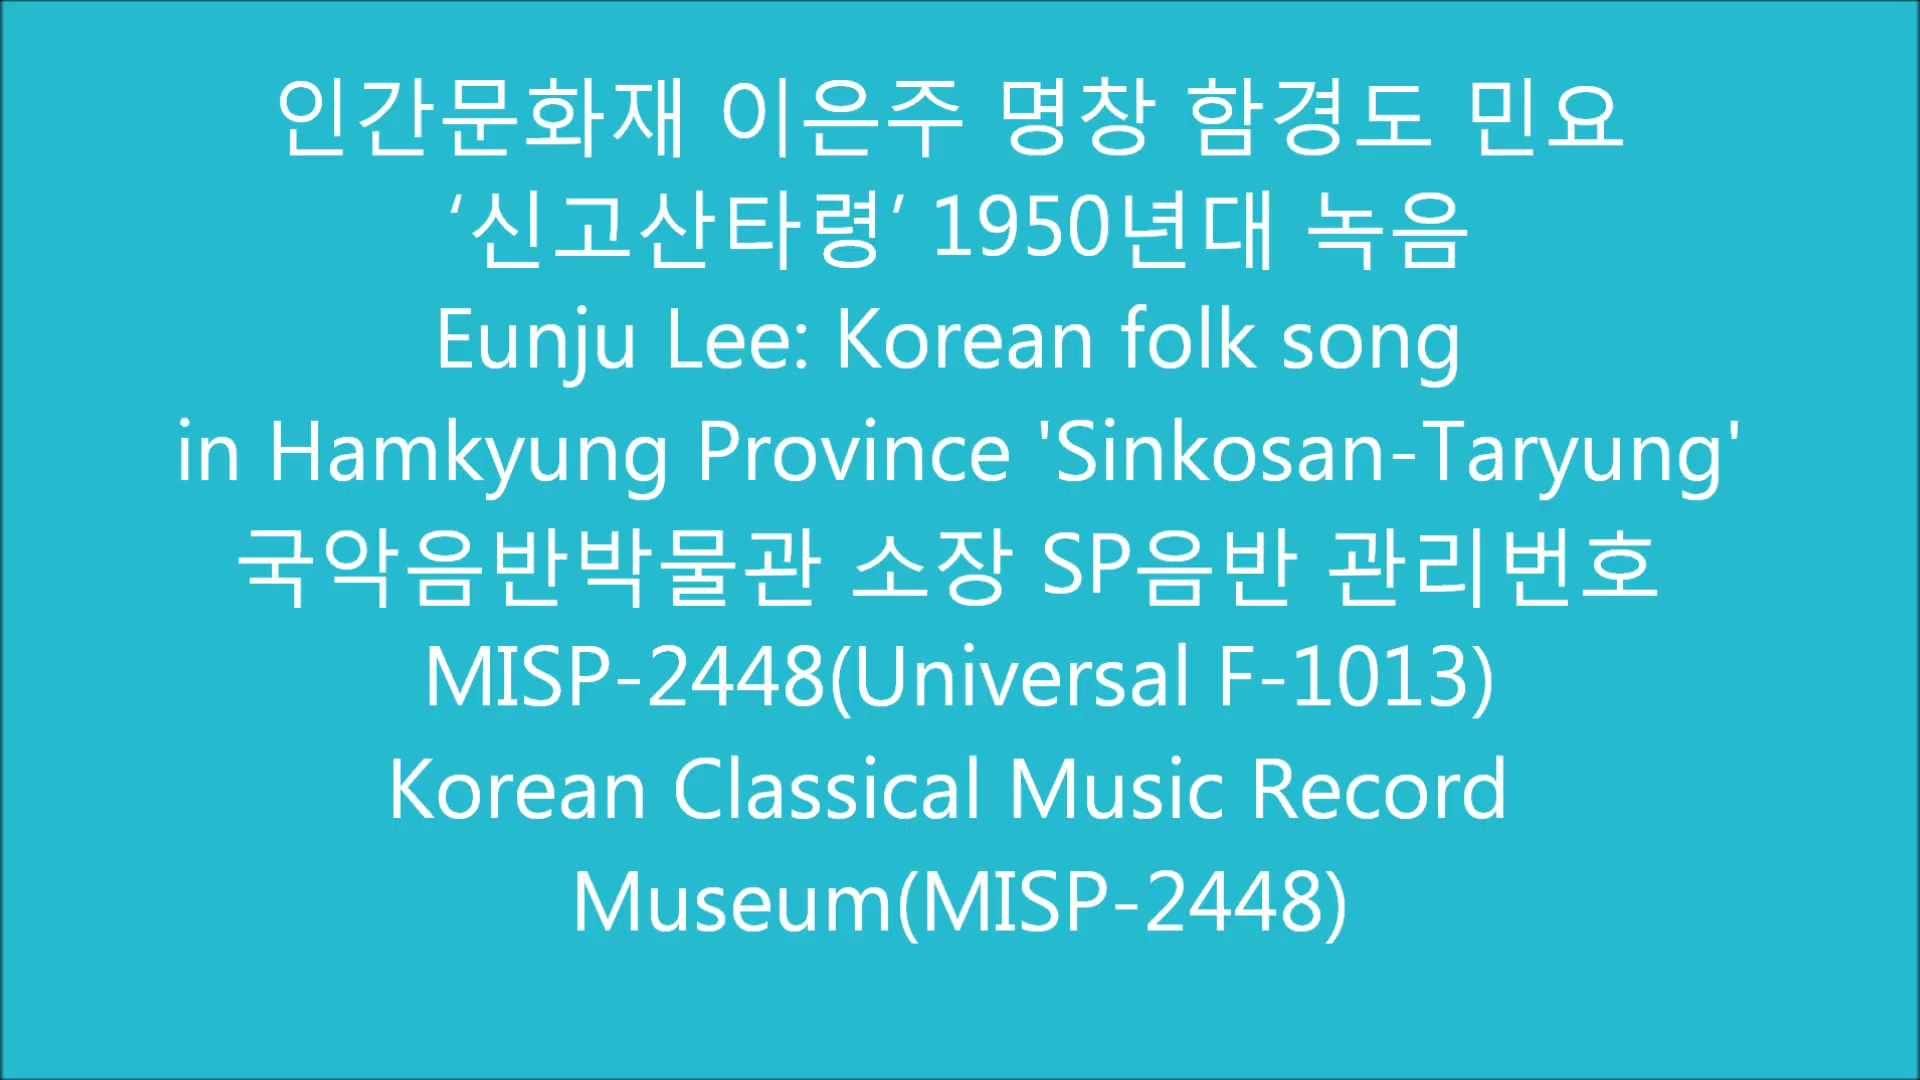 인간문화재 이은주 명창 함경도 민요
‘신고산타령’ 1950년대 녹음
Eunju Lee: Korean folk song
in Hamkyung Province 'Sinkosan-Taryung'
국악음반박물관 소장 SP음반 관리번호
MISP-2448(Universal F-1013)
Korean Classical Music Record
Museum(MISP-2448)